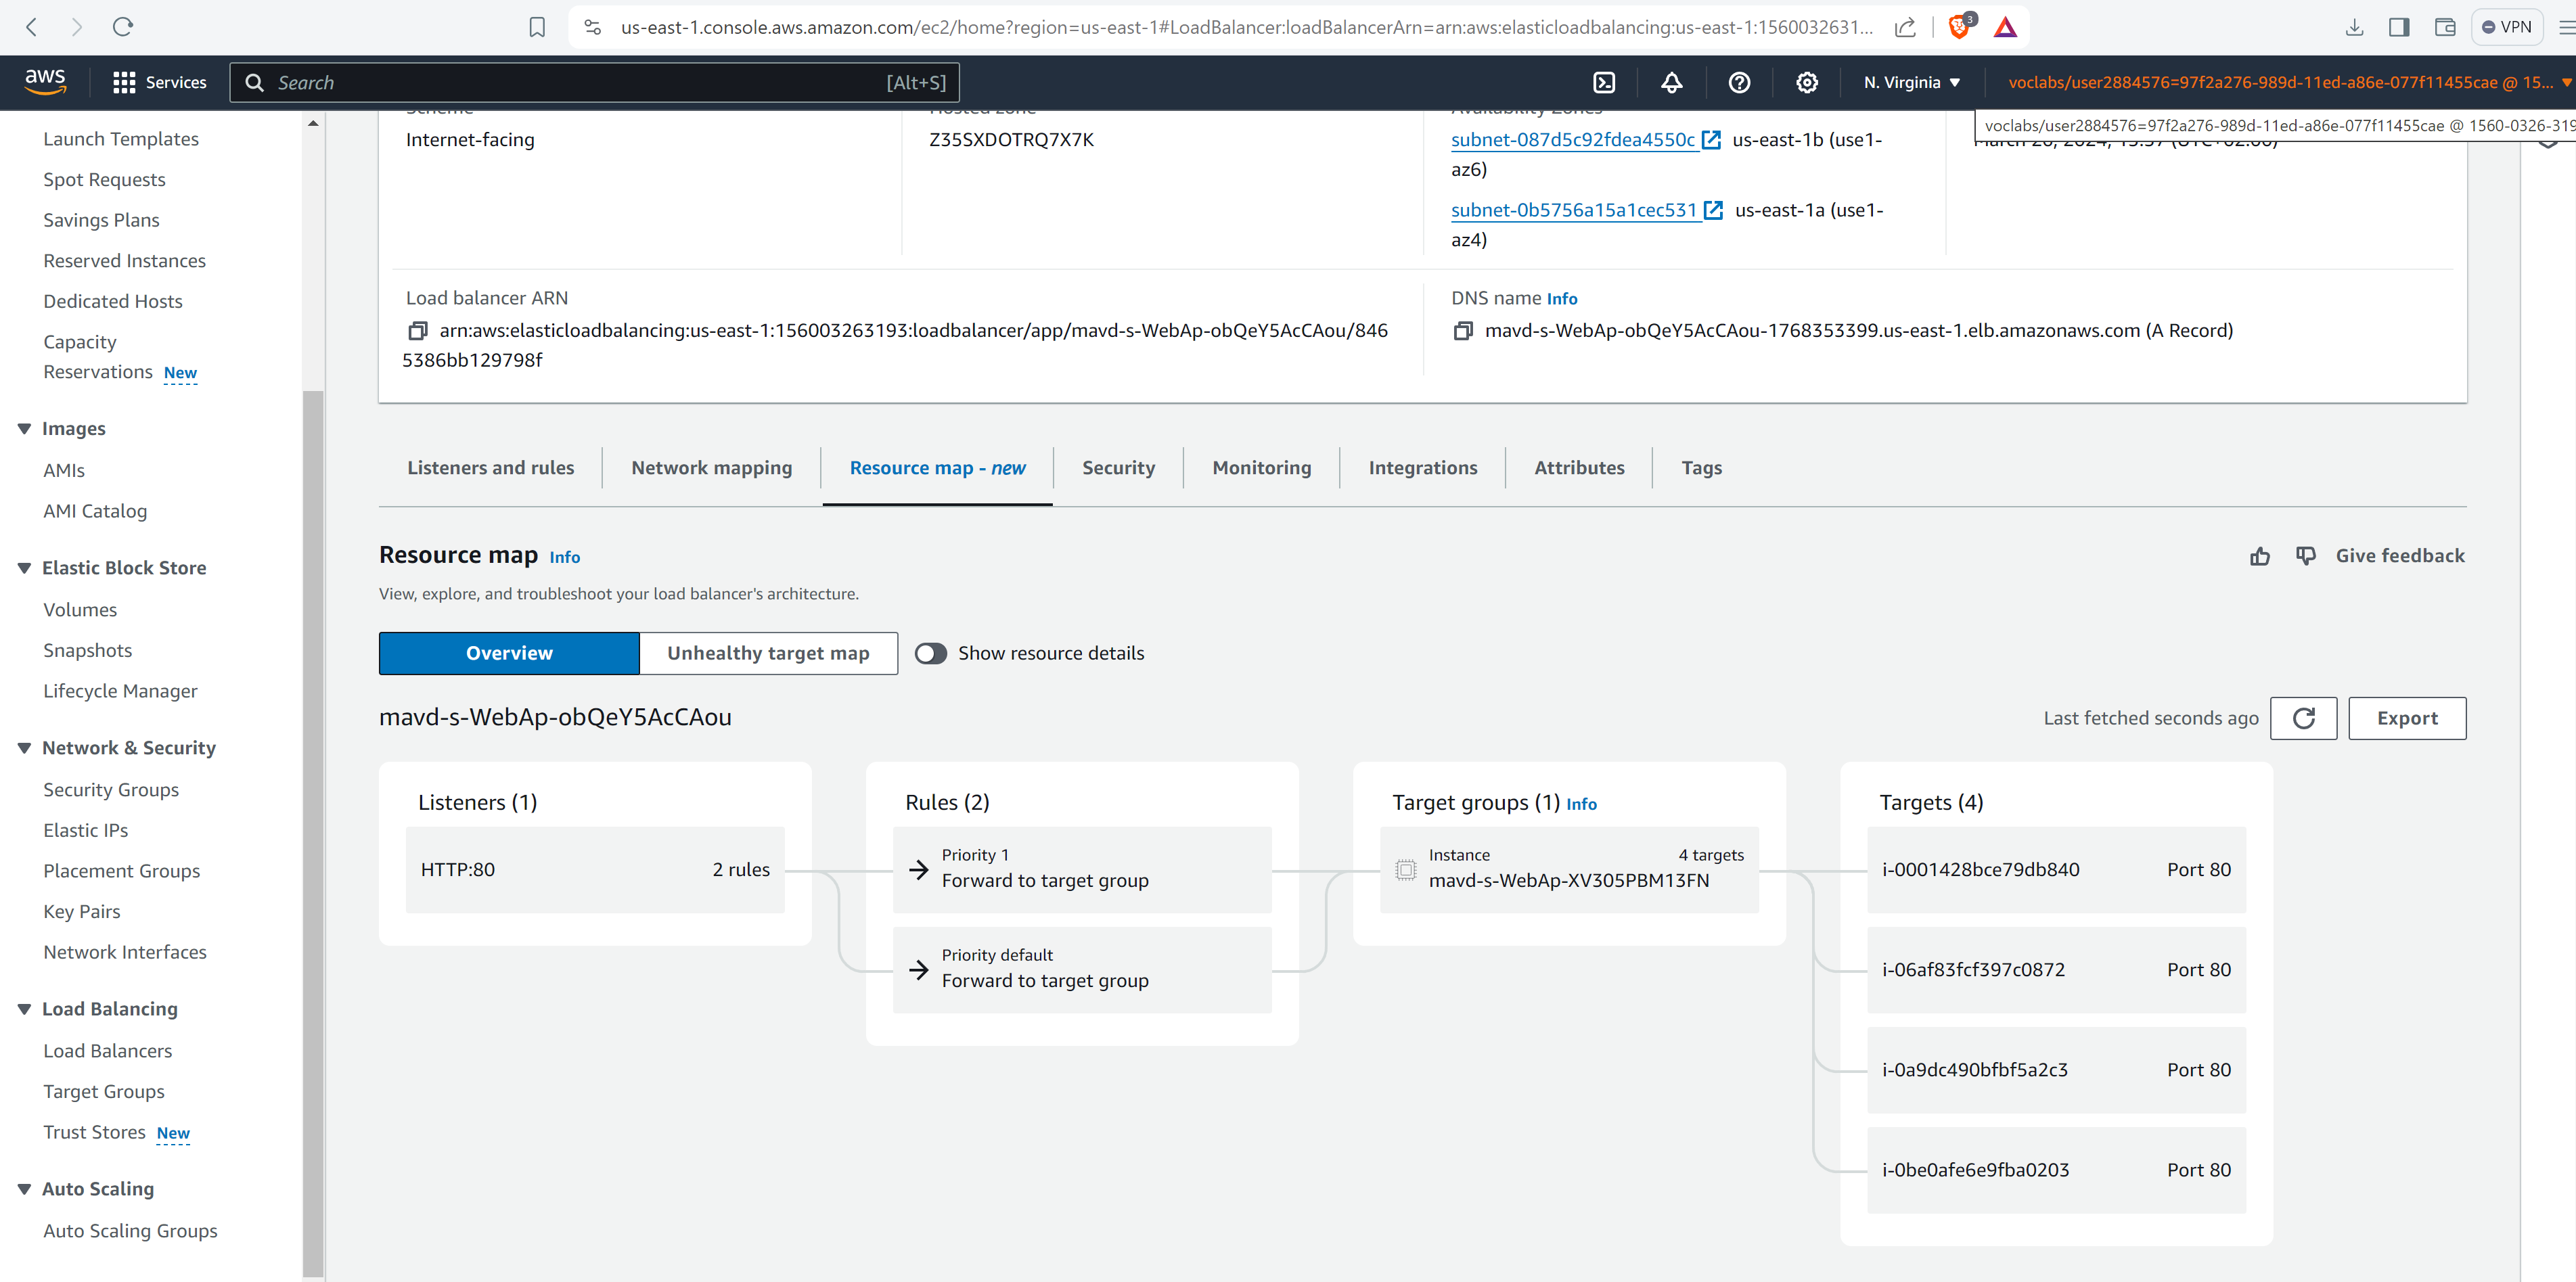 us-east-1.console.aws.amazon.com/ec2/home?region=us-east-1#LoadBalancer:loadBalancerArn=arn:aws:elasticloadbalancing:us-east-1:1560032631...
3
VPN
aws
Services
Search
[Alt+S]
N. Virginia
voclabs/user2884576=97f2a276-989d-11ed-a86e-077f11455cae @ 15...
voclabs/user2884576=97f2a276-989d-11ed-a86e-077f11455cae @ 1560-0326-319
Launch Templates
Spot Requests
Savings Plans
Reserved Instances
Dedicated Hosts
Capacity
Reservations New
Images
AMIs
AMI Catalog
Elastic Block Store
Volumes
Snapshots
Lifecycle Manager
Network & Security
Security Groups
Elastic IPs
Placement Groups
Key Pairs
Network Interfaces
Load Balancing
Load Balancers
Target Groups
Trust Stores New
Auto Scaling
Auto Scaling Groups
Scheme
Internet-facing
Hosted zone
Z35SXDOTRQ7X7K
Availability Zones
subnet-087d5c92fdea4550c us-east-1b (use1-
az6)
subnet-0b5756a15a1cec531 us-east-1a (use1-
az4)
Load balancer ARN
arn:aws:elasticloadbalancing:us-east-1:156003263193:loadbalancer/app/mavd-s-WebAp-obQeY5AcCAou/846
5386bb129798f
DNS name Info
mavd-s-WebAp-obQeY5AcCAou-1768353399.us-east-1.elb.amazonaws.com (A Record)
Listeners and rules
Network mapping
Resource map - new
Security
Monitoring
Integrations
Attributes
Tags
Resource map Info
Give feedback
View, explore, and troubleshoot your load balancer's architecture.
Overview
Unhealthy target map
Show resource details
mavd-s-WebAp-obQeY5AcCAou
Last fetched seconds ago
Export
Listeners (1)
HTTP:80
2 rules
Rules (2)
Priority 1
Forward to target group
Priority default
Forward to target group
Target groups (1) Info
Instance
4 targets
mavd-s-WebAp-XV305PBM13FN
Targets (4)
i-0001428bce79db840
Port 80
i-06af83fcf397c0872
Port 80
i-0a9dc490bfbf5a2c3
Port 80
i-0be0afe6e9fba0203
Port 80